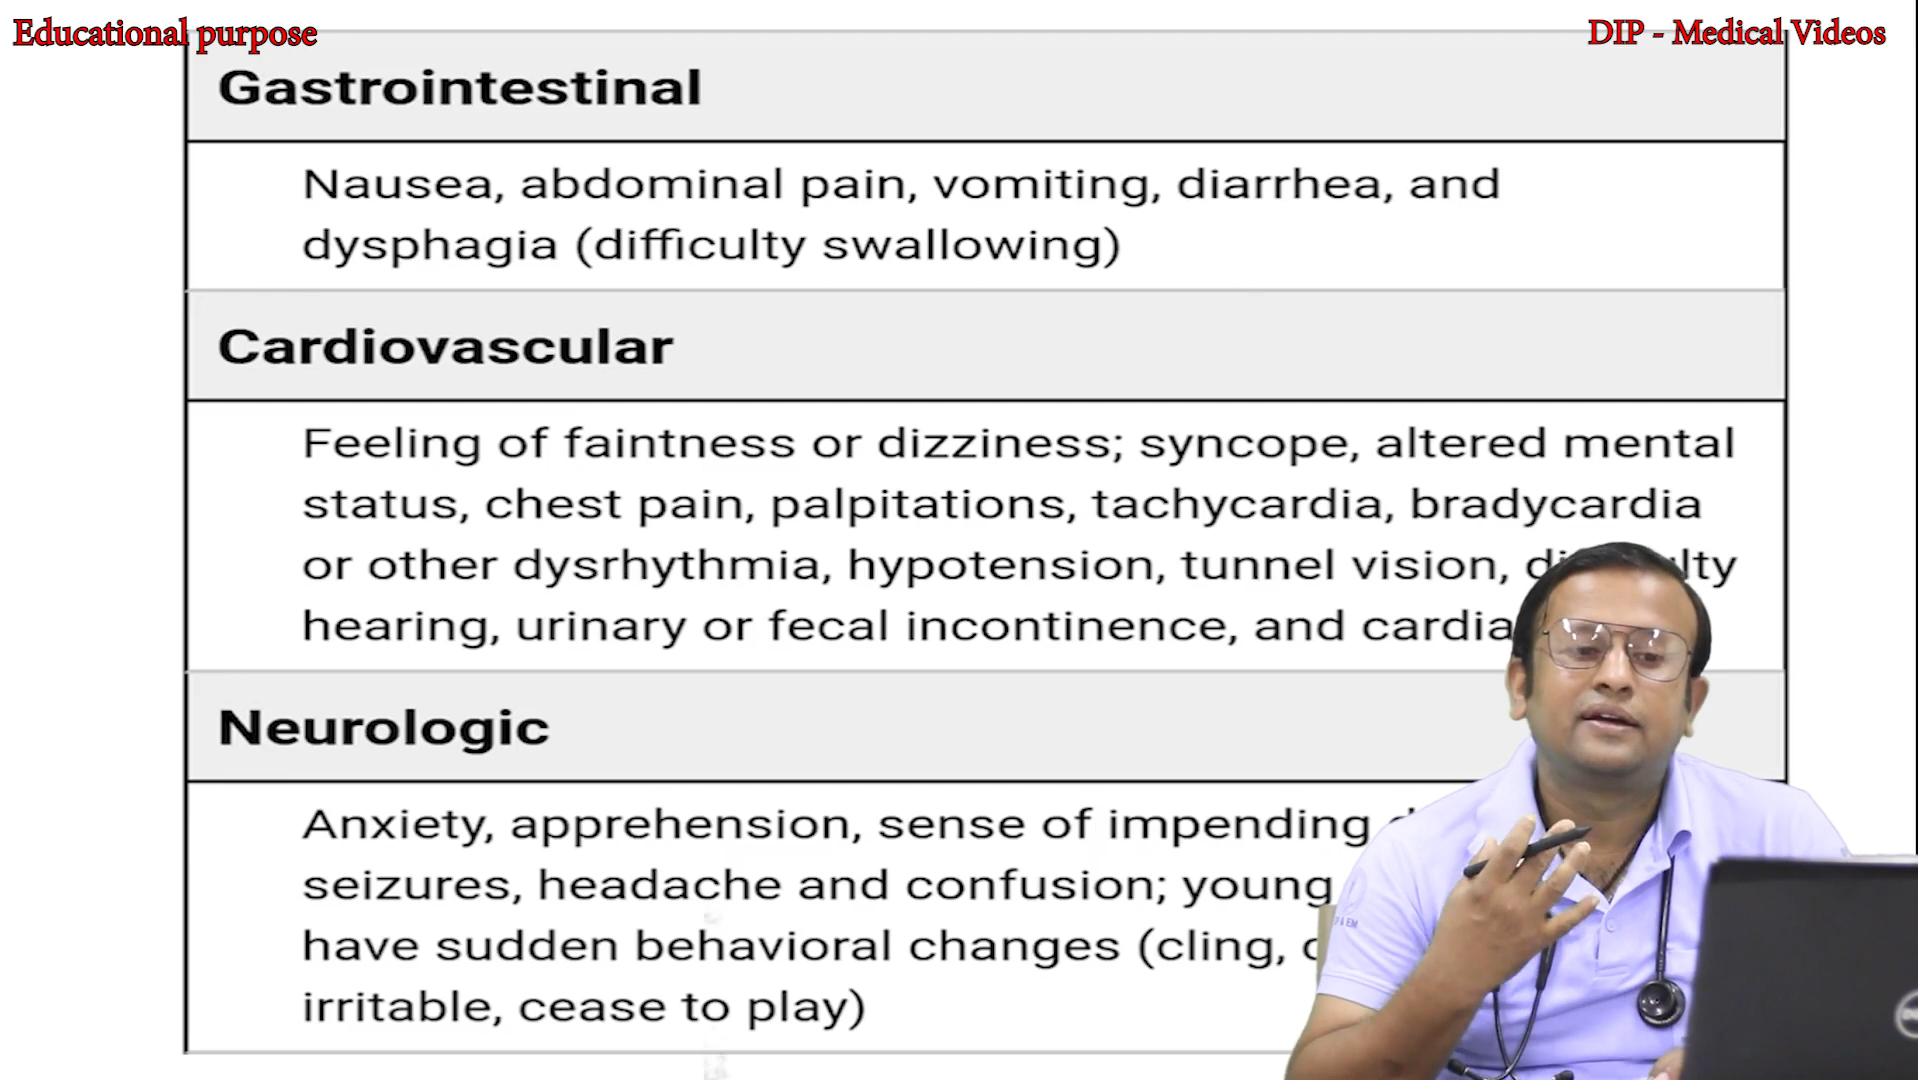 Educational purpose
DIP - Medical Videos
Gastrointestinal
Nausea, abdominal pain, vomiting, diarrhea, and
dysphagia (difficulty swallowing)
Cardiovascular
Feeling of faintness or dizziness; syncope, altered mental
status, chest pain, palpitations, tachycardia, bradycardia
or other dysrhythmia, hypotension, tunnel vision,
hearing, urinary or fecal incontinence, and
Neurologic
Anxiety, apprehension, sense of impending
seizures, headache and confusion; young
have sudden behavioral changes (cling,
irritable, cease to play)